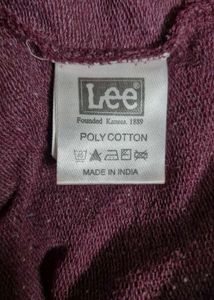 Lee
Founded Kansas. 1889
POLY COTTON
MADE IN INDIA